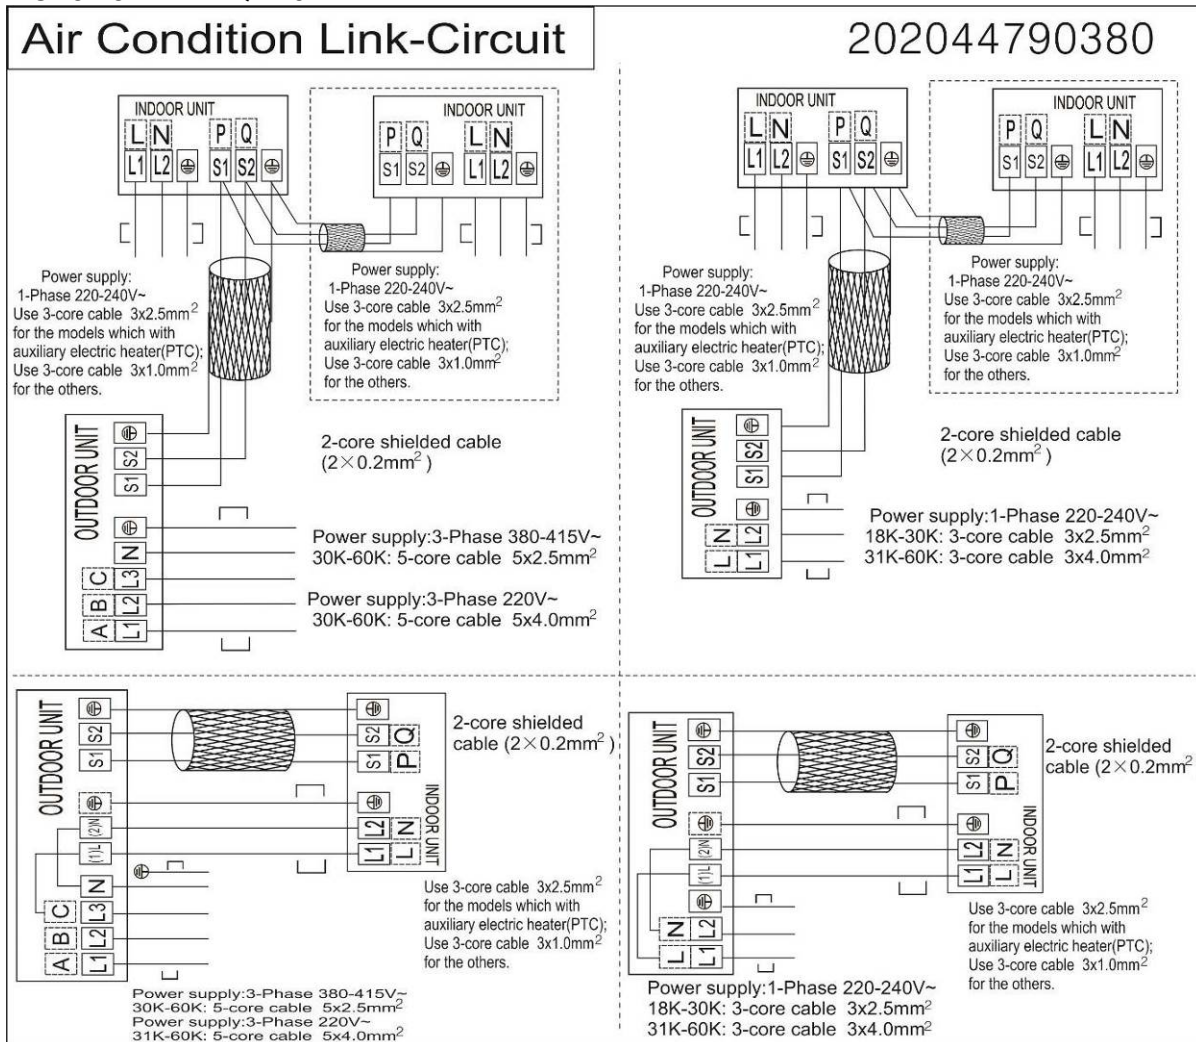 Air Condition Link-Circuit
202044790380
INDOOR UNIT
L N P Q
L1 L2 S1 S2
INDOOR UNIT
P Q L N
S1 S2 L1 L2
Power supply:
1-Phase 220-240V~
Use 3-core cable 3x2.5mm²
for the models which with
auxiliary electric heater(PTC);
Use 3-core cable 3x1.0mm²
for the others.
Power supply:
1-Phase 220-240V~
Use 3-core cable 3x2.5mm²
for the models which with
auxiliary electric heater(PTC);
Use 3-core cable 3x1.0mm²
for the others.
OUTDOOR UNIT
S2
S1
N
C L3
B L2
A L1
2-core shielded cable
(2×0.2mm²)
Power supply:3-Phase 380-415V~
30K-60K: 5-core cable 5x2.5mm²
Power supply:3-Phase 220V~
30K-60K: 5-core cable 5x4.0mm²
INDOOR UNIT
L N P Q
L1 L2 S1 S2
INDOOR UNIT
P Q L N
S1 S2 L1 L2
Power supply:
1-Phase 220-240V~
Use 3-core cable 3x2.5mm²
for the models which with
auxiliary electric heater(PTC);
Use 3-core cable 3x1.0mm²
for the others.
Power supply:
1-Phase 220-240V~
Use 3-core cable 3x2.5mm²
for the models which with
auxiliary electric heater(PTC);
Use 3-core cable 3x1.0mm²
for the others.
OUTDOOR UNIT
S2
S1
N L2
L L1
2-core shielded cable
(2×0.2mm²)
Power supply:1-Phase 220-240V~
18K-30K: 3-core cable 3x2.5mm²
31K-60K: 3-core cable 3x4.0mm²
OUTDOOR UNIT
S2
S1
(2)N
(1)L
N
C L3
B L2
A L1
S2 Q
S1 P
L2 N
L1 L
INDOOR UNIT
2-core shielded
cable (2×0.2mm²)
Use 3-core cable 3x2.5mm²
for the models which with
auxiliary electric heater(PTC);
Use 3-core cable 3x1.0mm²
for the others.
Power supply:3-Phase 380-415V~
30K-60K: 5-core cable 5x2.5mm²
Power supply:3-Phase 220V~
31K-60K: 5-core cable 5x4.0mm²
OUTDOOR UNIT
S2
S1
(2)N
(1)L
N L2
L L1
S2 Q
S1 P
L2 N
L1 L
INDOOR UNIT
2-core shielded
cable (2×0.2mm²
Use 3-core cable 3x2.5mm²
for the models which with
auxiliary electric heater(PTC);
Use 3-core cable 3x1.0mm²
for the others.
Power supply:1-Phase 220-240V~
18K-30K: 3-core cable 3x2.5mm²
31K-60K: 3-core cable 3x4.0mm²